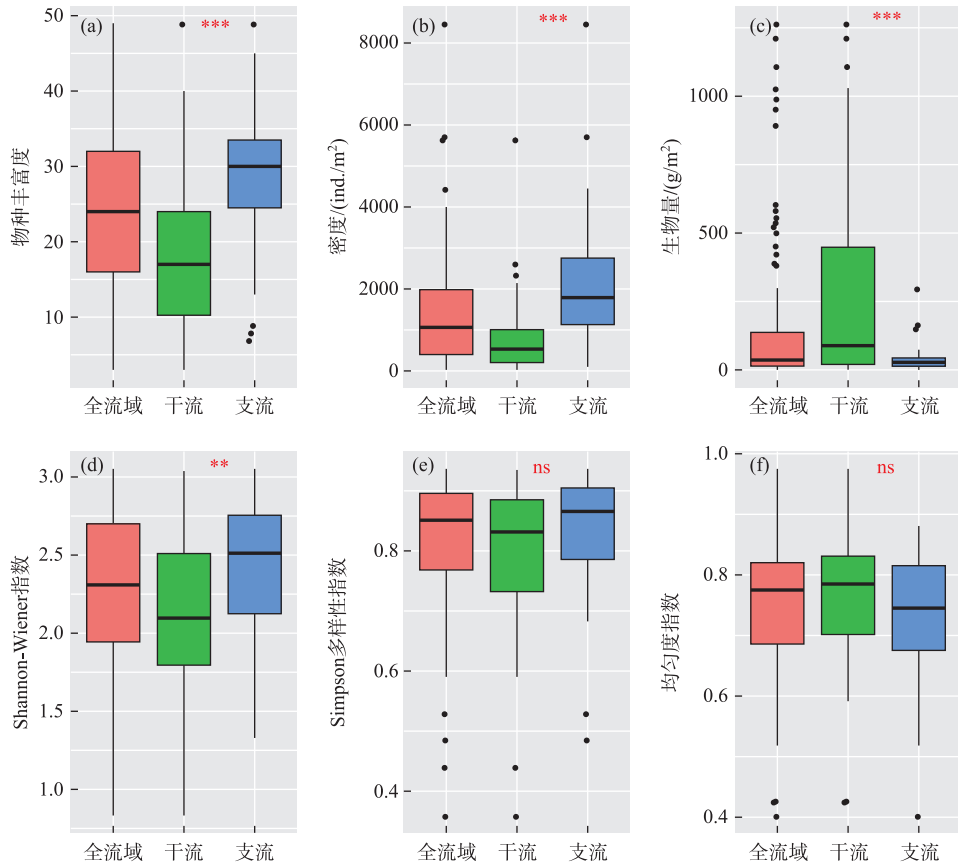 (a)
***
50
40
30
20
10
物种丰富度
全流域
干流
支流
(b)
***
8000
6000
4000
2000
0
密度/(ind./m²)
全流域
干流
支流
(c)
***
1000
500
0
生物量/(g/m²)
全流域
干流
支流
(d)
**
3.0
2.5
2.0
1.5
1.0
Shannon-Wiener指数
全流域
干流
支流
(e)
ns
0.8
0.6
0.4
Simpson多样性指数
全流域
干流
支流
(f)
ns
1.0
0.8
0.6
0.4
均匀度指数
全流域
干流
支流